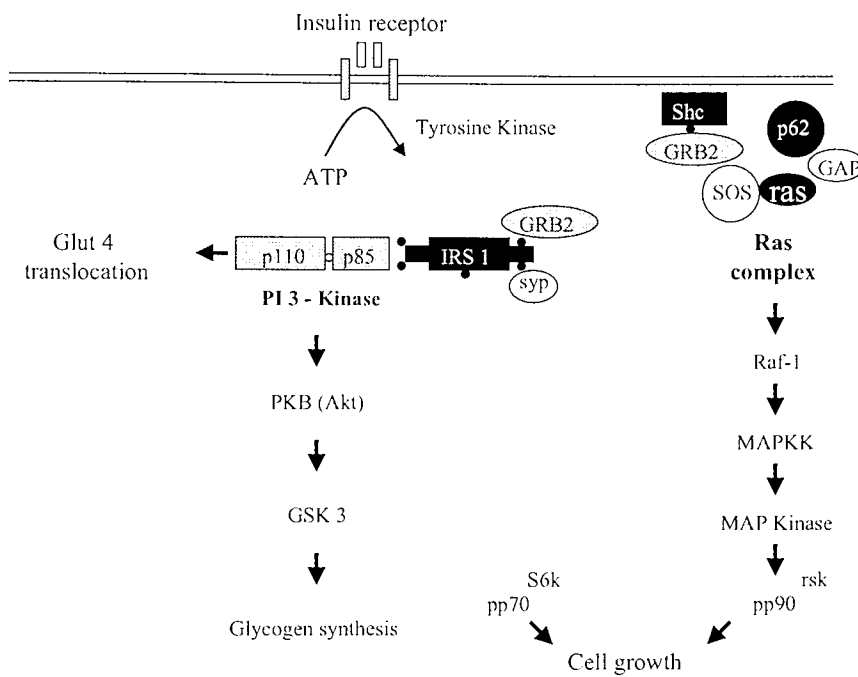 Insulin receptor
Tyrosine Kinase
ATP
Shc
GRB2
p62
GAP
SOS
ras
Ras
complex
Glut 4
translocation
p110
p85
IRS 1
GRB2
syp
PI 3 - Kinase
PKB (Akt)
GSK 3
Glycogen synthesis
Raf-1
MAPKK
MAP Kinase
pp70 S6k
pp90 rsk
Cell growth